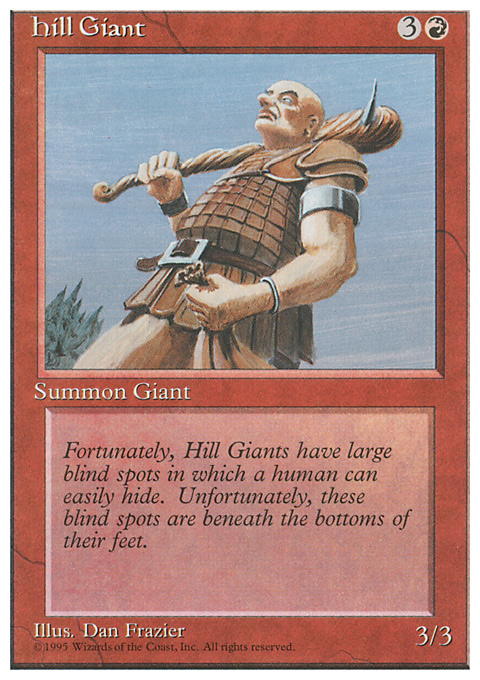 Hill Giant
3
Summon Giant
Fortunately, Hill Giants have large
blind spots in which a human can
easily hide. Unfortunately, these
blind spots are beneath the bottoms of
their feet.
Illus. Dan Frazier
©1995 Wizards of the Coast, Inc. All rights reserved.
3/3